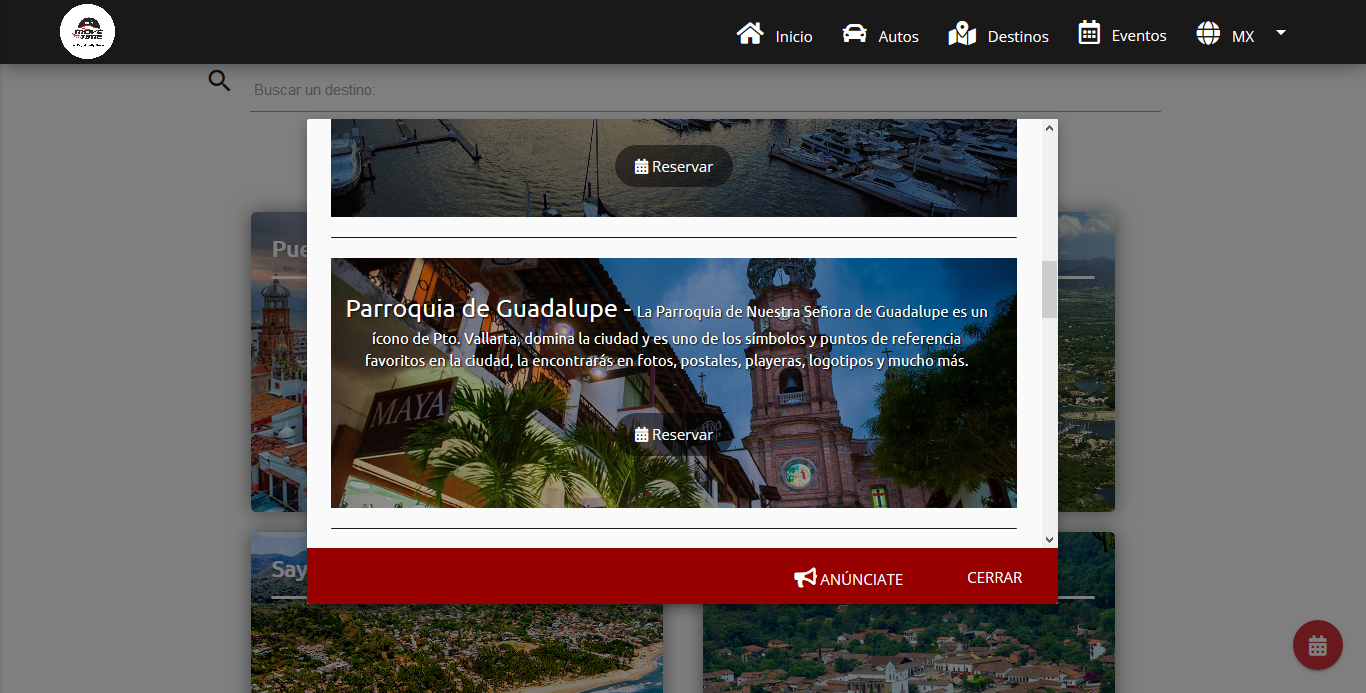 MOVE
Inicio
Autos
Destinos
Eventos
MX
Buscar un destino:
Reservar
Pue
Parroquia de Guadalupe - La Parroquia de Nuestra Señora de Guadalupe es un
ícono de Pto. Vallarta, domina la ciudad y es uno de los símbolos y puntos de referencia
favoritos en la ciudad, la encontrarás en fotos, postales, playeras, logotipos y mucho más.
MAYA
Reservar
Say
ANÚNCIATE
CERRAR